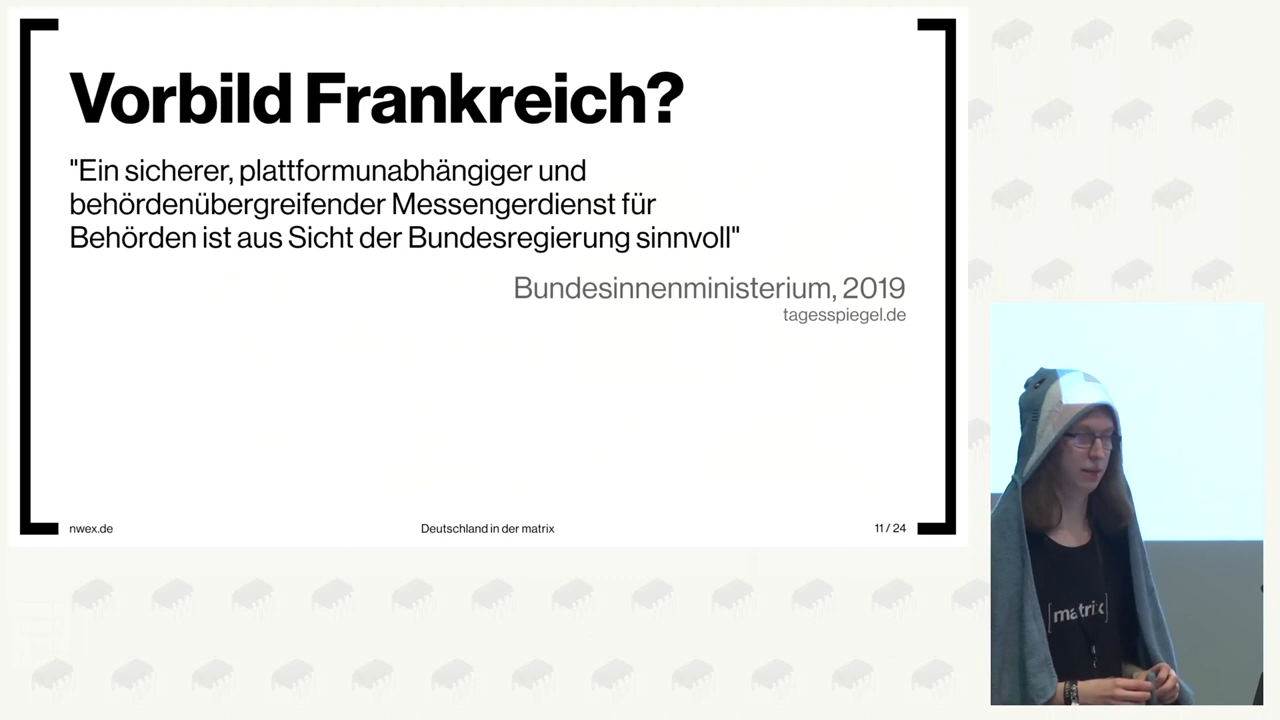 Vorbild Frankreich?
"Ein sicherer, plattformunabhängiger und
behördenübergreifender Messengerdienst für
Behörden ist aus Sicht der Bundesregierung sinnvoll"
Bundesinnenministerium, 2019
tagesspiegel.de
nwex.de
Deutschland in der matrix
11 / 24
[matrix]